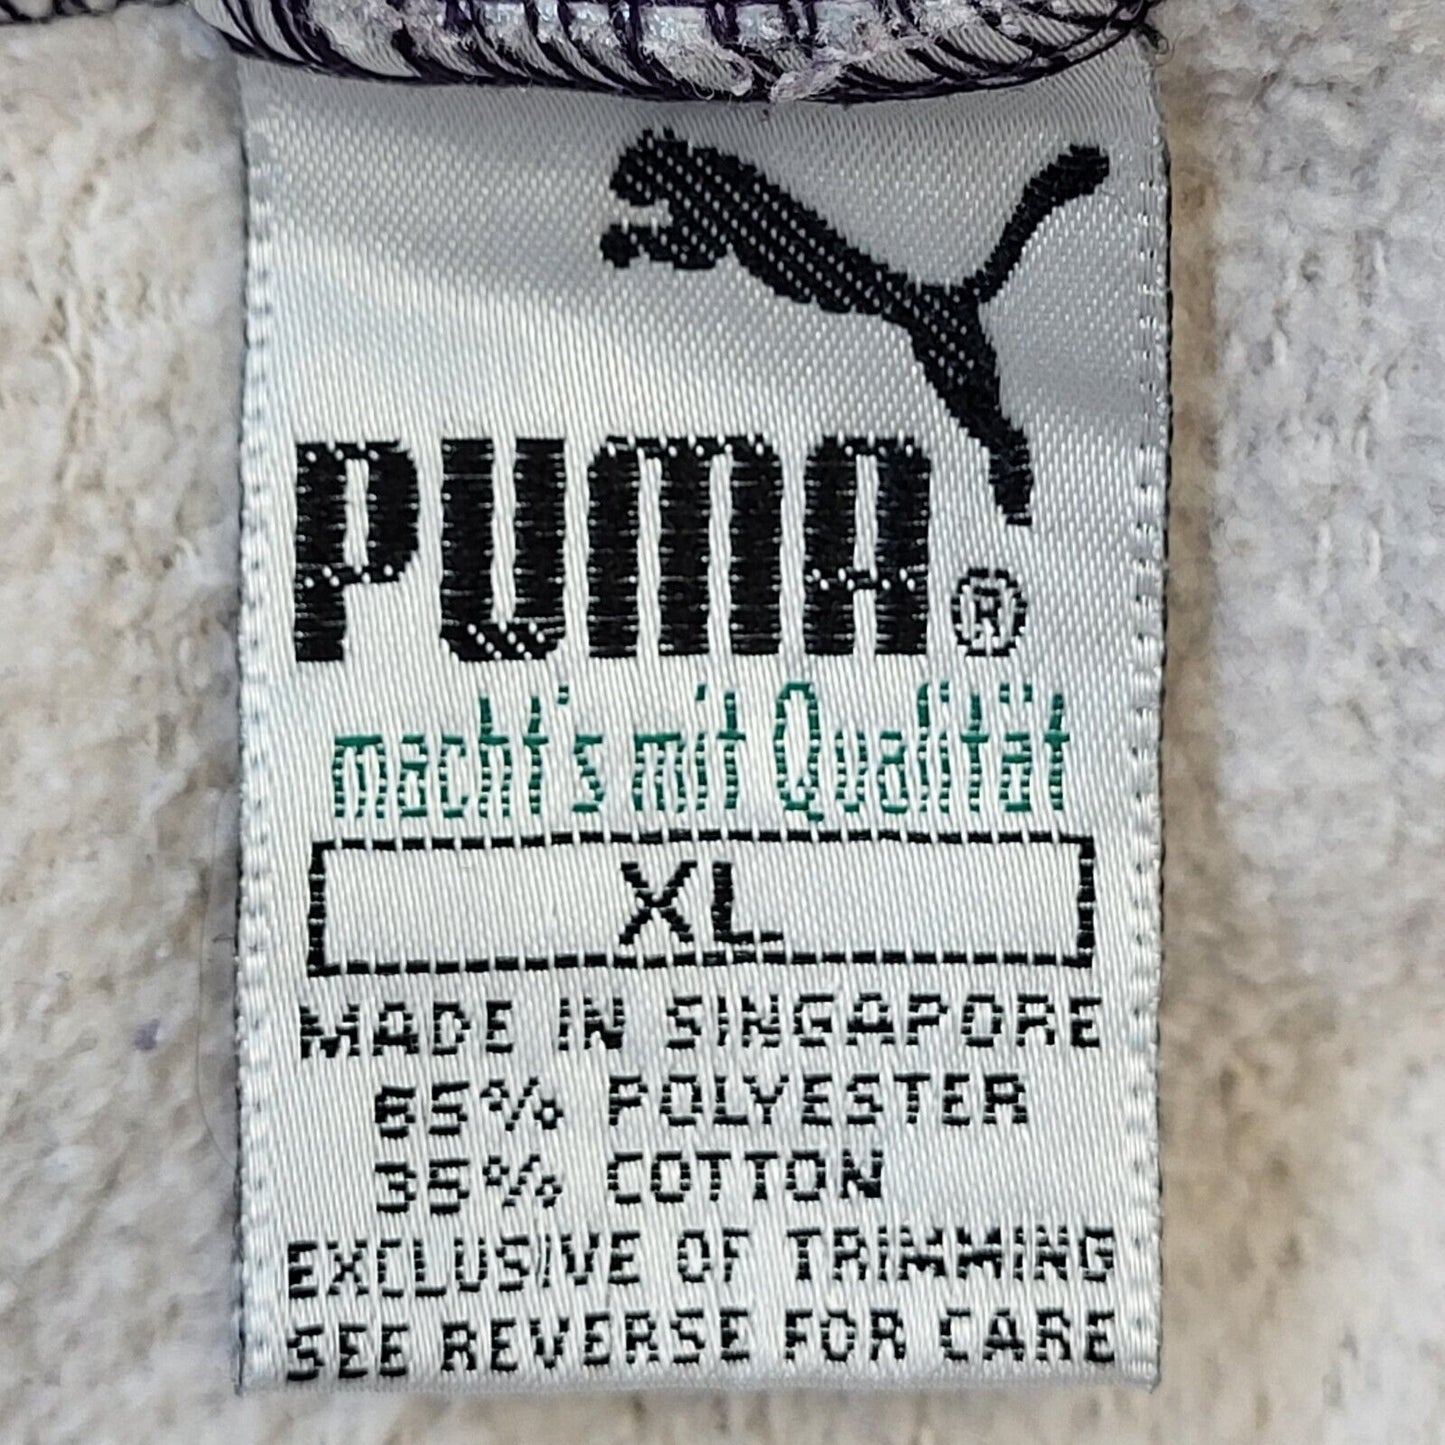 PUMA®
macht's mit Qualität
XL
MADE IN SINGAPORE
65% POLYESTER
35% COTTON
EXCLUSIVE OF TRIMMING
SEE REVERSE FOR CARE